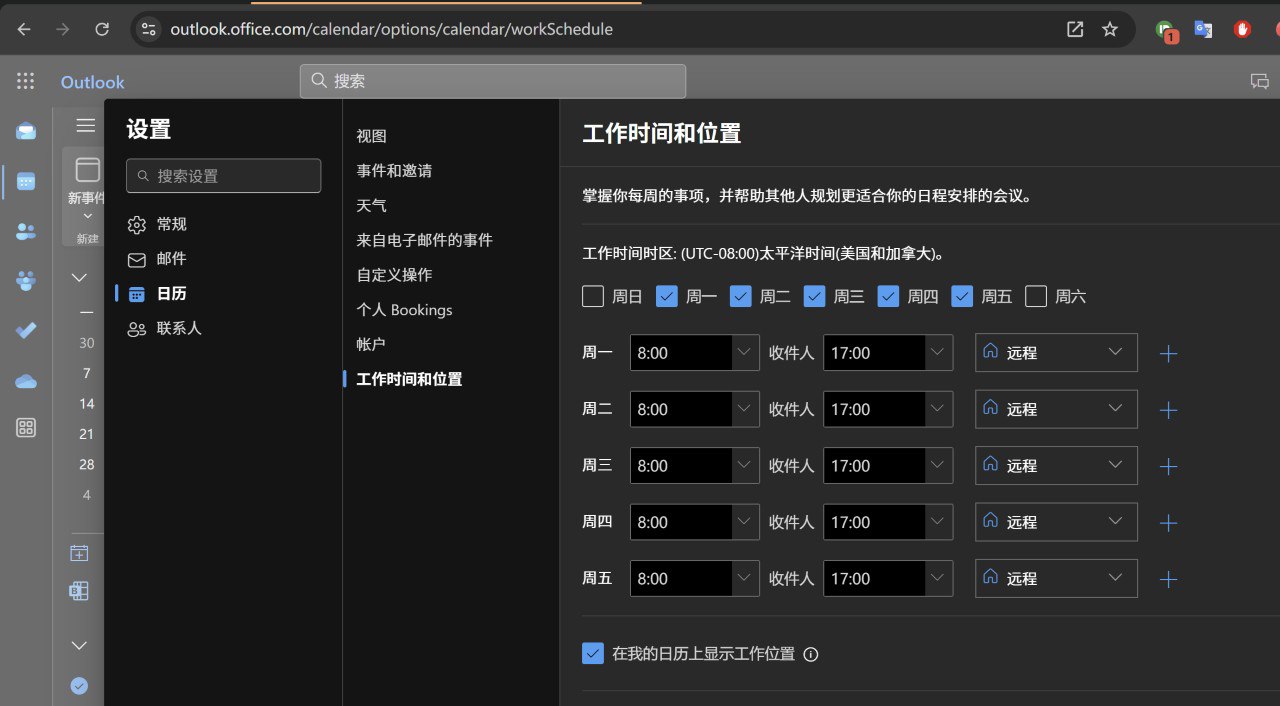 outlook.office.com/calendar/options/calendar/workSchedule
1
Outlook
搜索
设置
搜索设置
常规
邮件
日历
联系人
新事件
新建
30
7
14
21
28
4
视图
事件和邀请
天气
来自电子邮件的事件
自定义操作
个人 Bookings
帐户
工作时间和位置
工作时间和位置
掌握你每周的事项，并帮助其他人规划更适合你的日程安排的会议。
工作时间时区: (UTC-08:00)太平洋时间(美国和加拿大)。
周日 周一 周二 周三 周四 周五 周六
周一 8:00 收件人 17:00 远程
周二 8:00 收件人 17:00 远程
周三 8:00 收件人 17:00 远程
周四 8:00 收件人 17:00 远程
周五 8:00 收件人 17:00 远程
在我的日历上显示工作位置